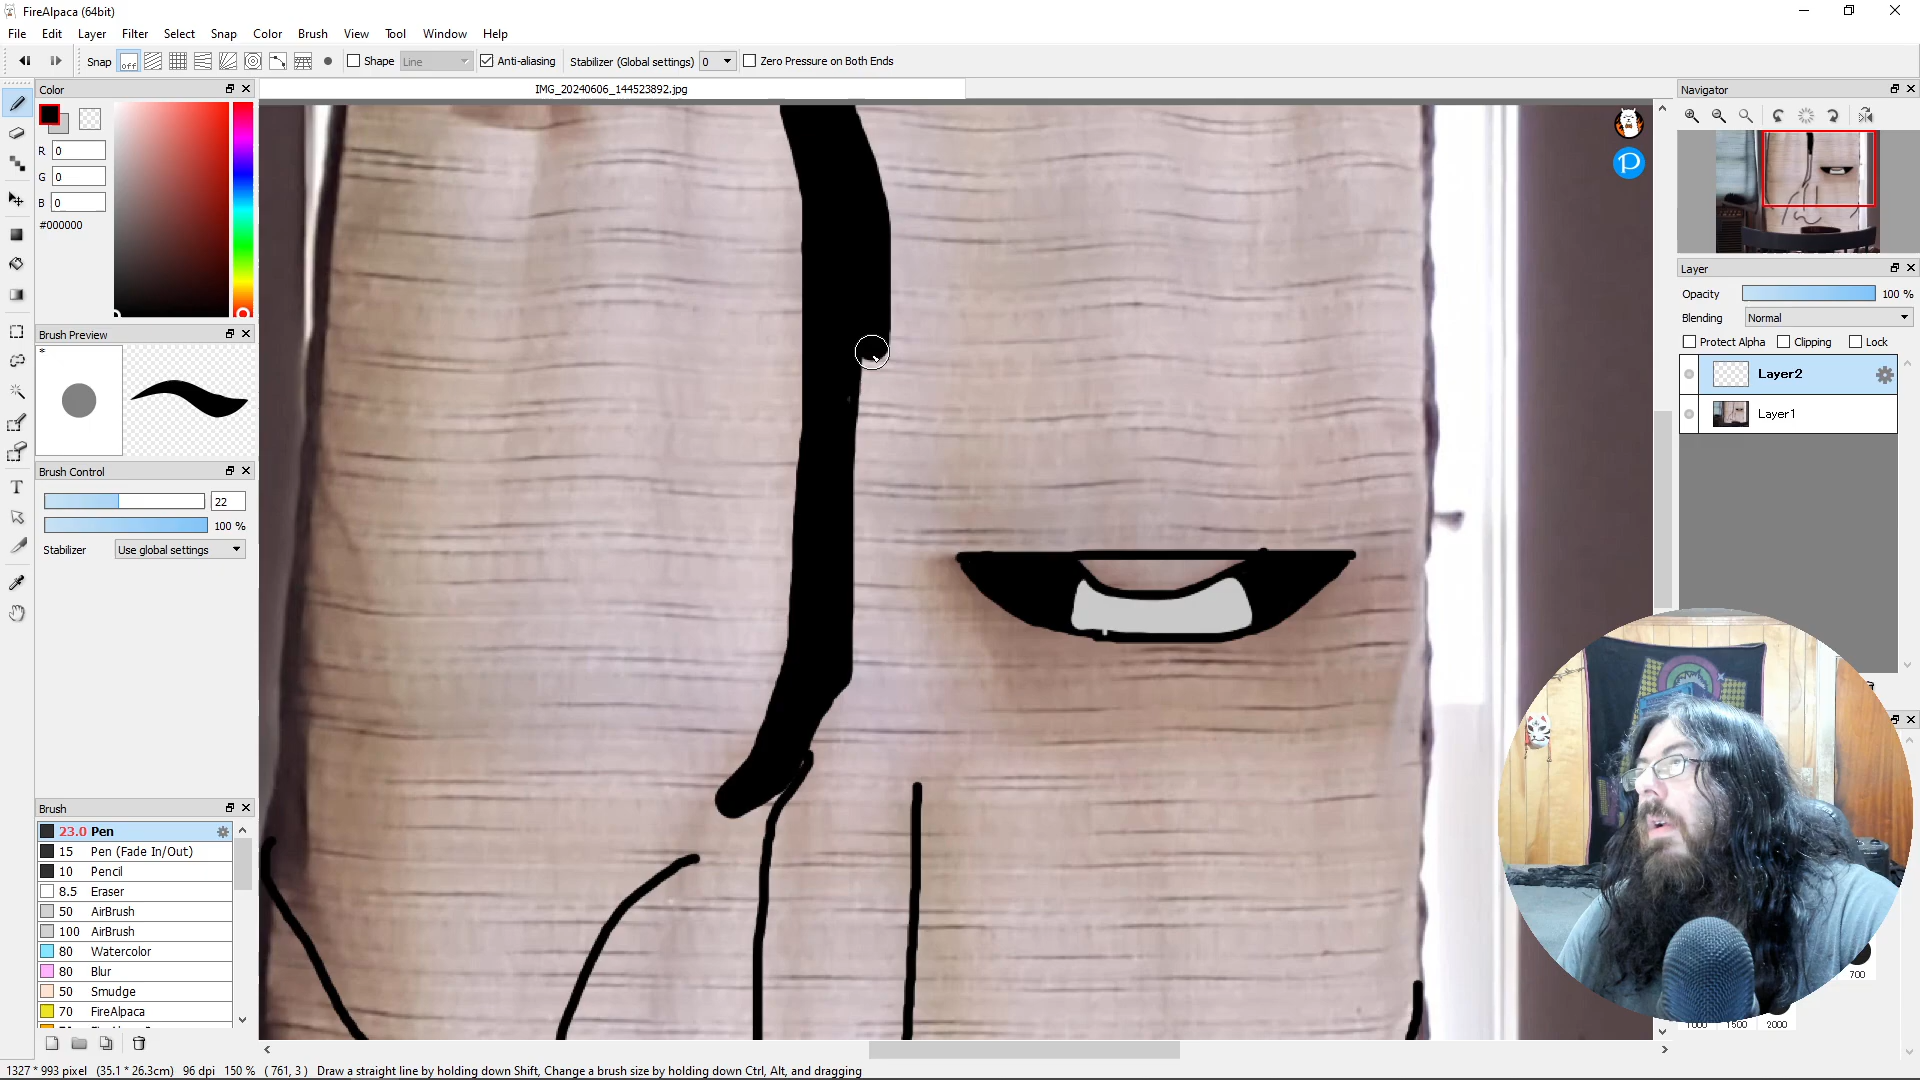 FireAlpaca (64bit)
File Edit Layer Filter Select Snap Color Brush View Tool Window Help
Snap off Shape Line Anti-aliasing Stabilizer (Global settings) 0 Zero Pressure on Both Ends
Color
IMG_20240606_144523892.jpg
Navigator
R 0
G 0
B 0
#000000
P
Layer
Opacity 100 %
Blending Normal
Protect Alpha Clipping Lock
Layer2
Layer1
Brush Preview
*
Brush Control
22
100 %
Stabilizer Use global settings
T
Brush
23.0 Pen
15 Pen (Fade In/Out)
10 Pencil
8.5 Eraser
50 AirBrush
100 AirBrush
80 Watercolor
80 Blur
50 Smudge
70 FireAlpaca
700
1000 1500 2000
1327 * 993 pixel (35.1 * 26.3cm) 96 dpi 150 % ( 761, 3 ) Draw a straight line by holding down Shift, Change a brush size by holding down Ctrl, Alt, and dragging